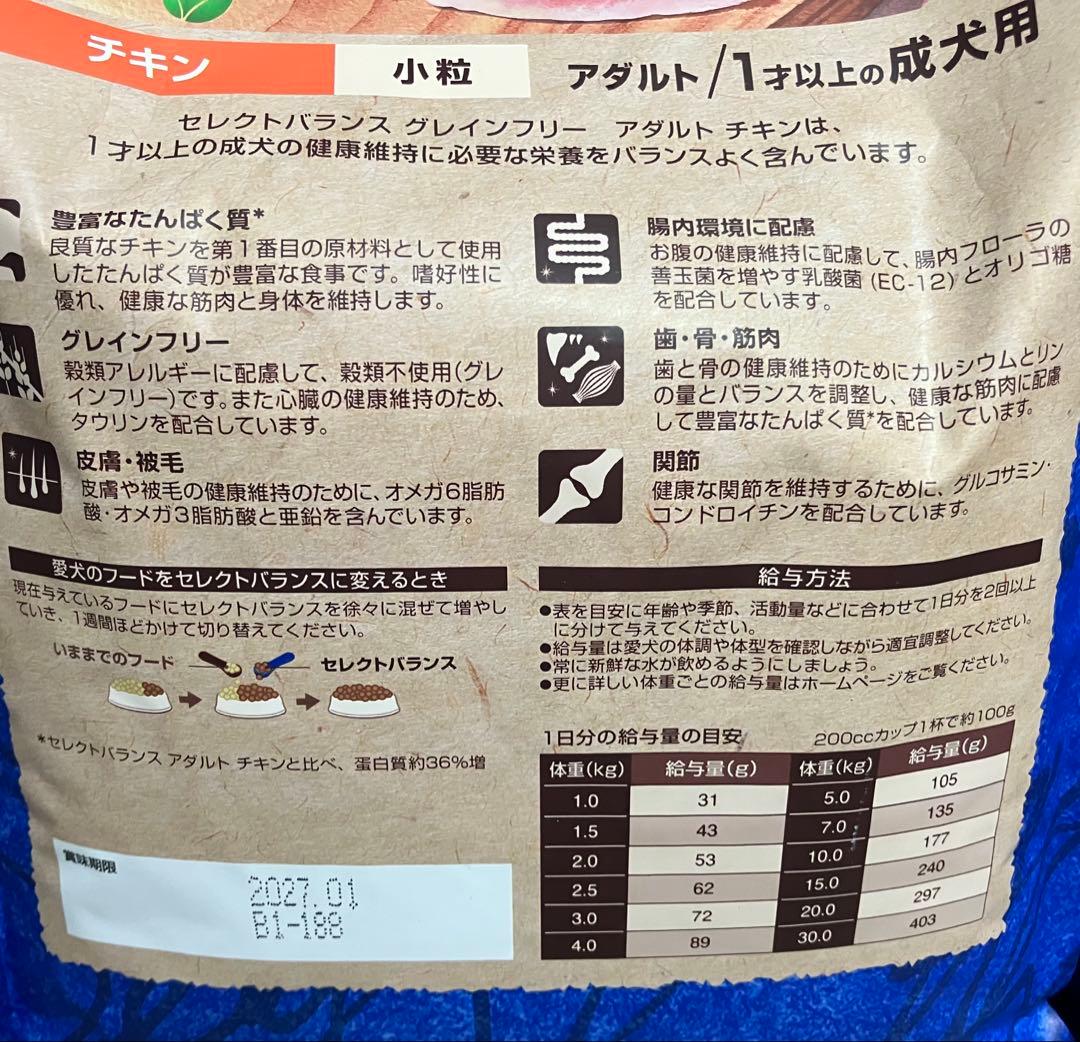 チキン
小粒
アダルト/1才以上の成犬用
セレクトバランス グレインフリー アダルト チキンは、
1才以上の成犬の健康維持に必要な栄養をバランスよく含んでいます。
豊富なたんぱく質*
良質なチキンを第1番目の原材料として使用
したたんぱく質が豊富な食事です。嗜好性に
優れ、健康な筋肉と身体を維持します。
グレインフリー
穀類アレルギーに配慮して、穀類不使用(グレ
インフリー)です。また心臓の健康維持のため、
タウリンを配合しています。
皮膚・被毛
皮膚や被毛の健康維持のために、オメガ6脂肪
酸・オメガ3脂肪酸と亜鉛を含んでいます。
腸内環境に配慮
お腹の健康維持に配慮して、腸内フローラの
善玉菌を増やす乳酸菌(EC-12)とオリゴ糖
を配合しています。
歯・骨・筋肉
歯と骨の健康維持のためにカルシウムとリン
の量とバランスを調整し、健康な筋肉に配慮
して豊富なたんぱく質*を配合しています。
関節
健康な関節を維持するために、グルコサミン・
コンドロイチンを配合しています。
愛犬のフードをセレクトバランスに変えるとき
現在与えているフードにセレクトバランスを徐々に混ぜて増やし
ていき、1週間ほどかけて切り替えてください。
いままでのフード
セレクトバランス
*セレクトバランス アダルト チキンと比べ、蛋白質約36%増
賞味期限
2027.01
B1-188
給与方法
●表を目安に年齢や季節、活動量などに合わせて1日分を2回以上
に分けて与えてください。
●給与量は愛犬の体調や体型を確認しながら適宜調整してください。
●常に新鮮な水が飲めるようにしましょう。
●更に詳しい体重ごとの給与量はホームページをご覧ください。
1日分の給与量の目安 200ccカップ1杯で約100g
体重(kg) 給与量(g) 体重(kg) 給与量(g)
1.0 31 5.0 105
1.5 43 7.0 135
2.0 53 10.0 177
2.5 62 15.0 240
3.0 72 20.0 297
4.0 89 30.0 403